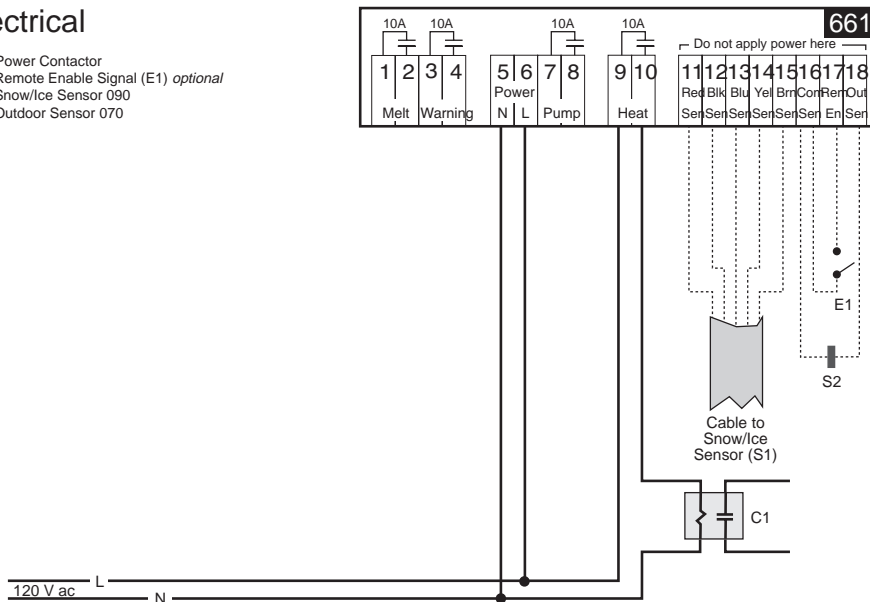 ectrical
Power Contactor
Remote Enable Signal (E1) optional
Snow/Ice Sensor 090
Outdoor Sensor 070
10A 10A 10A 10A 661
Do not apply power here
1 2 3 4 5 6 7 8 9 10 11 12 13 14 15 16 17 18
Power Red Blk Blu Yel Brn Com Rem Out
Melt Warning N L Pump Heat Sen Sen Sen Sen Sen Sen En Sen
E1
S2
Cable to
Snow/Ice
Sensor (S1)
C1
L
120 V ac
N